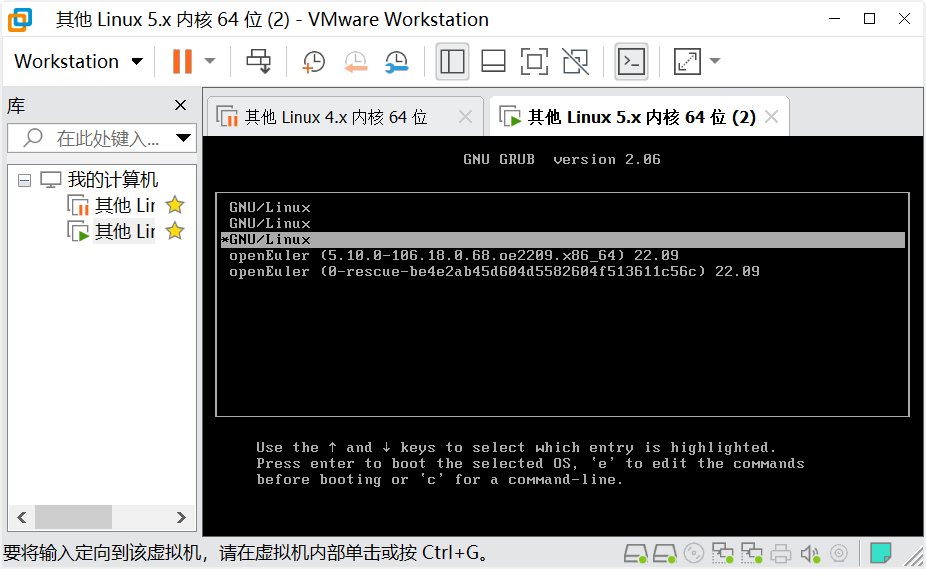 其他 Linux 5.x 内核 64 位 (2) - VMware Workstation
Workstation
库
在此处键入...
我的计算机
其他 Lir
其他 Lir
其他 Linux 4.x 内核 64 位
其他 Linux 5.x 内核 64 位 (2)
GNU GRUB version 2.06
GNU/Linux
GNU/Linux
*GNU/Linux
openEuler (5.10.0-106.18.0.68.oe2209.x86_64) 22.09
openEuler (0-rescue-be4e2ab45d604d5582604f513611c56c) 22.09
Use the ↑ and ↓ keys to select which entry is highlighted.
Press enter to boot the selected OS, `e' to edit the commands
before booting or `c' for a command-line.
要将输入定向到该虚拟机，请在虚拟机内部单击或按 Ctrl+G。